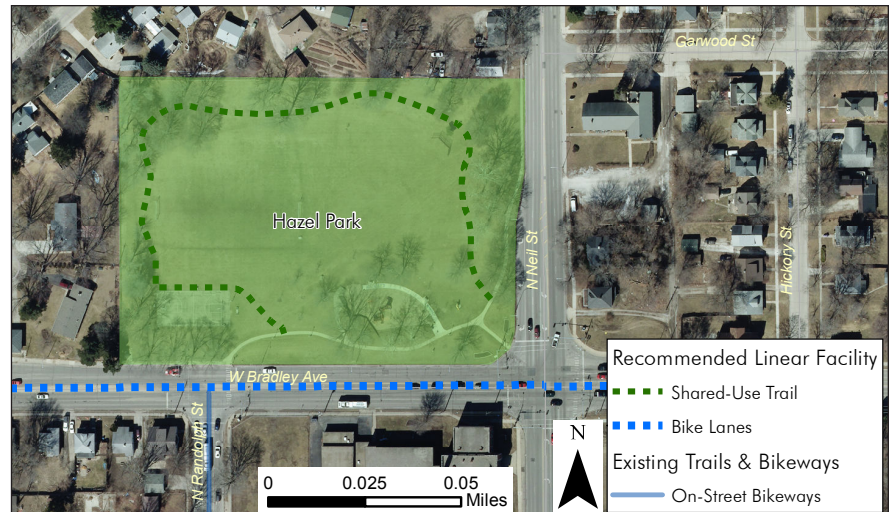 Garwood St
Hazel Park
N Neil St
Hickory St
W Bradley Ave
N Randolph St
Recommended Linear Facility
Shared-Use Trail
Bike Lanes
Existing Trails & Bikeways
On-Street Bikeways
N
0 0.025 0.05
Miles